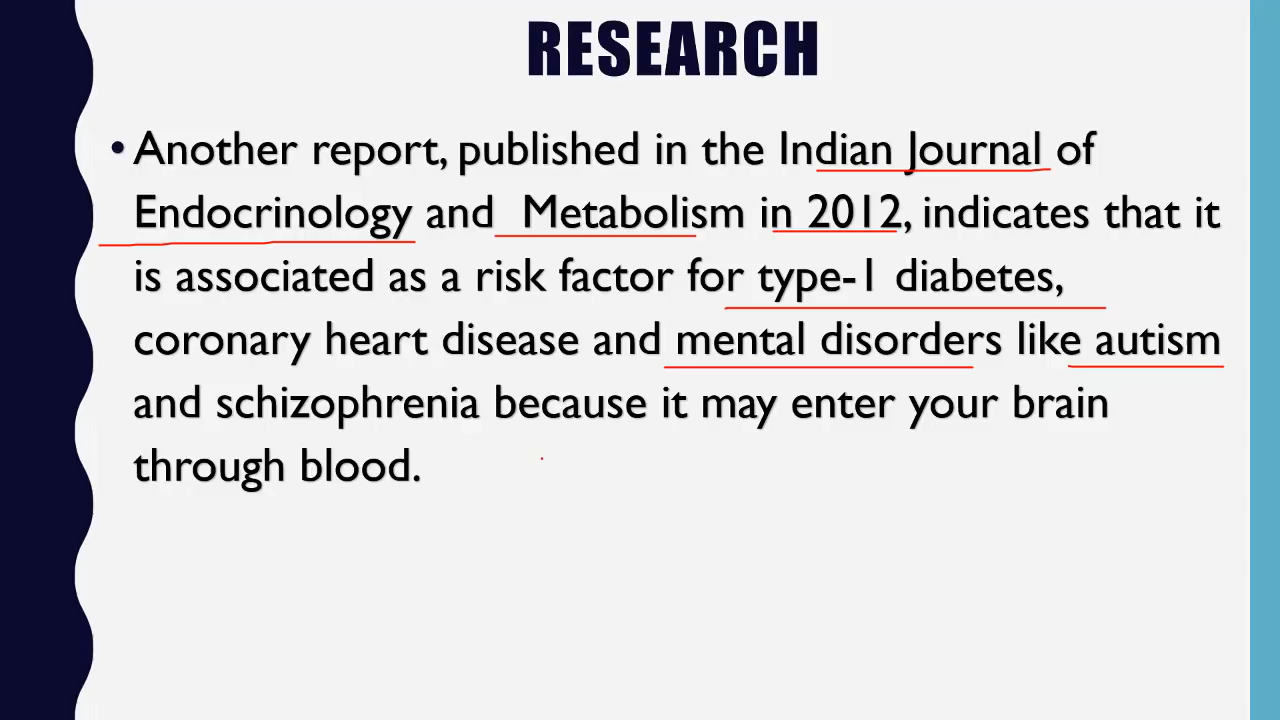 RESEARCH
• Another report, published in the Indian Journal of
Endocrinology and  Metabolism in 2012, indicates that it
is associated as a risk factor for type-1 diabetes,
coronary heart disease and mental disorders like autism
and schizophrenia because it may enter your brain
through blood.